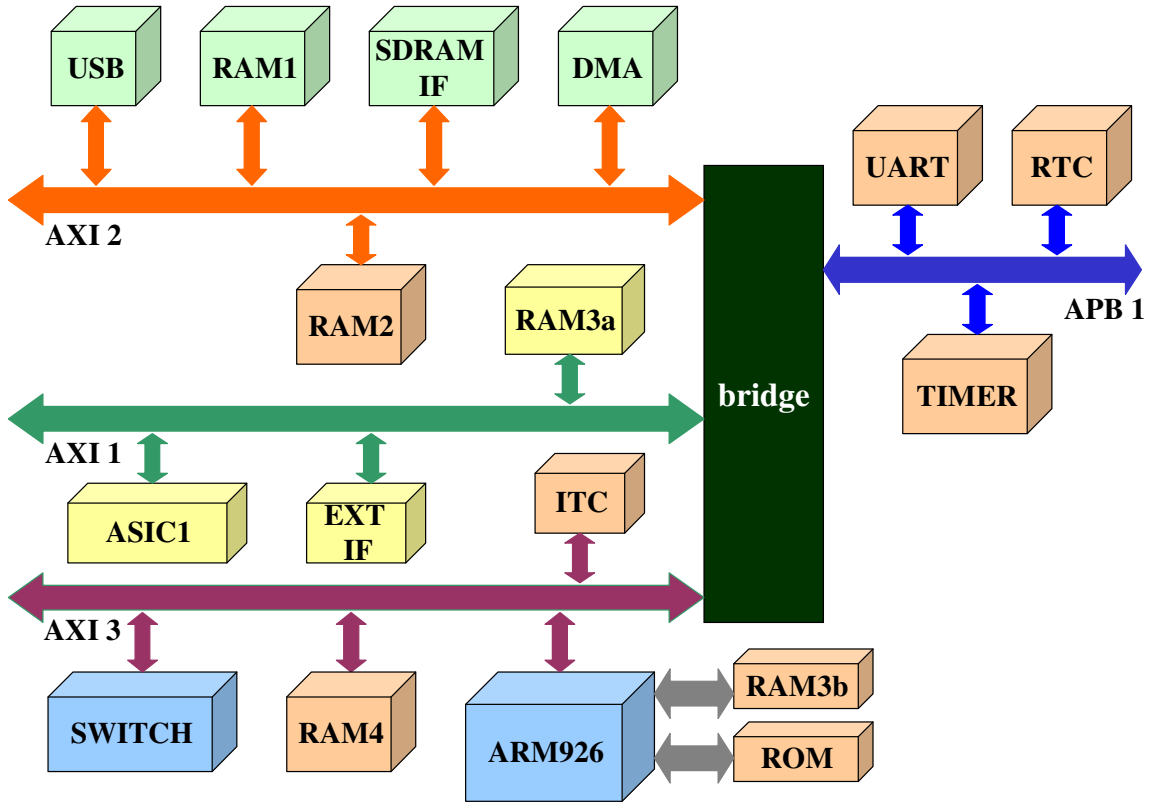 USB
RAM1
SDRAM
IF
DMA
UART
RTC
AXI 2
RAM2
RAM3a
APB 1
TIMER
bridge
AXI 1
ASIC1
EXT
IF
ITC
AXI 3
SWITCH
RAM4
ARM926
RAM3b
ROM